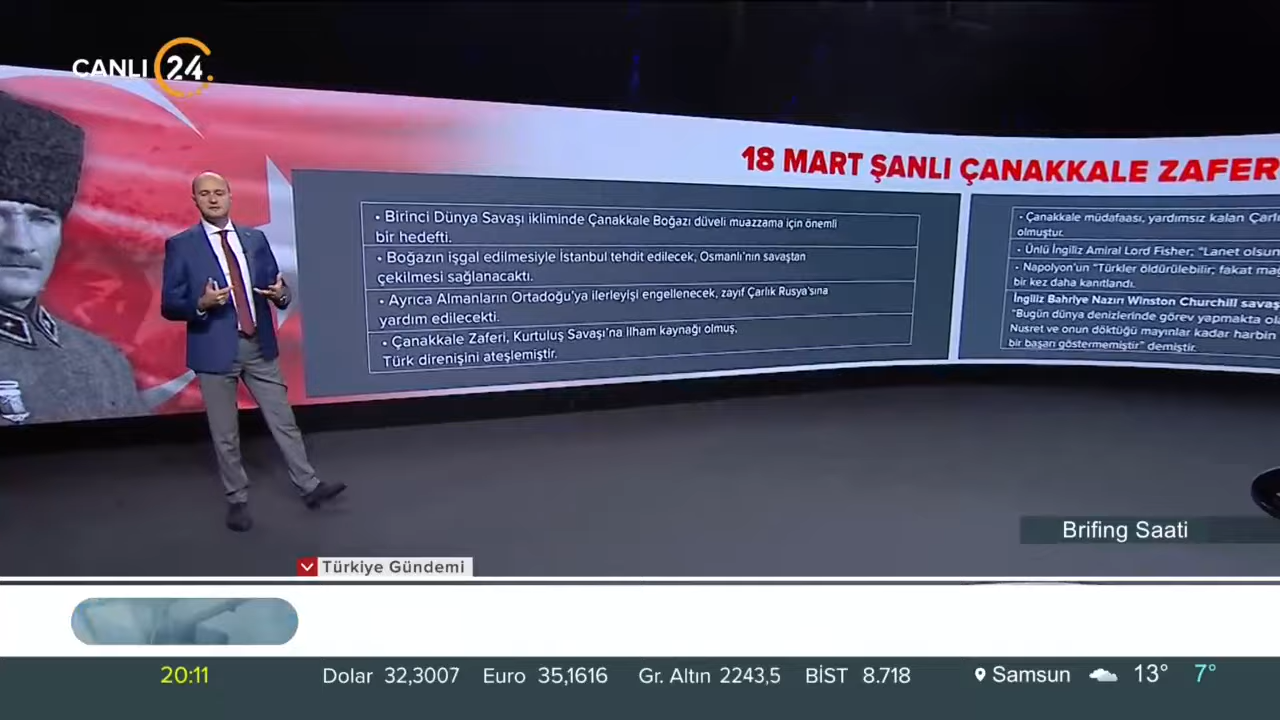 CANLI 24
18 MART ŞANLI ÇANAKKALE ZAFER
• Birinci Dünya Savaşı ikliminde Çanakkale Boğazı düveli muazzama için önemli
bir hedefti.
• Boğazın işgal edilmesiyle İstanbul tehdit edilecek, Osmanlı'nın savaştan
çekilmesi sağlanacaktı.
• Ayrıca Almanların Ortadoğu'ya ilerleyişi engellenecek, zayıf Çarlık Rusya'sına
yardım edilecekti.
• Çanakkale Zaferi, Kurtuluş Savaşı'na ilham kaynağı olmuş,
Türk direnişini ateşlemiştir.
• Çanakkale müdafaası, yardımsız kalan Çarlı
olmuştur.
• Ünlü İngiliz Amiral Lord Fisher; "Lanet olsun
• Napolyon'un "Türkler öldürülebilir; fakat mağ
bir kez daha kanıtlandı.
İngiliz Bahriye Nazırı Winston Churchill savaş
"Bugün dünya denizlerinde görev yapmakta ola
Nusret ve onun döktüğü mayınlar kadar harbin
bir başarı göstermemiştir" demiştir.
Brifing Saati
Türkiye Gündemi
20:11 Dolar 32,3007 Euro 35,1616 Gr. Altın 2243,5 BİST 8.718 Samsun 13° 7°